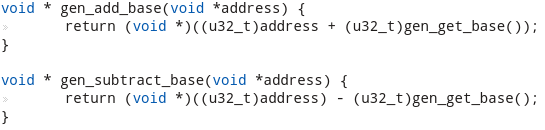 void * gen_add_base(void *address) {
» return (void *)((u32_t)address + (u32_t)gen_get_base());
}
void * gen_subtract_base(void *address) {
» return (void *)((u32_t)address) - (u32_t)gen_get_base();
}